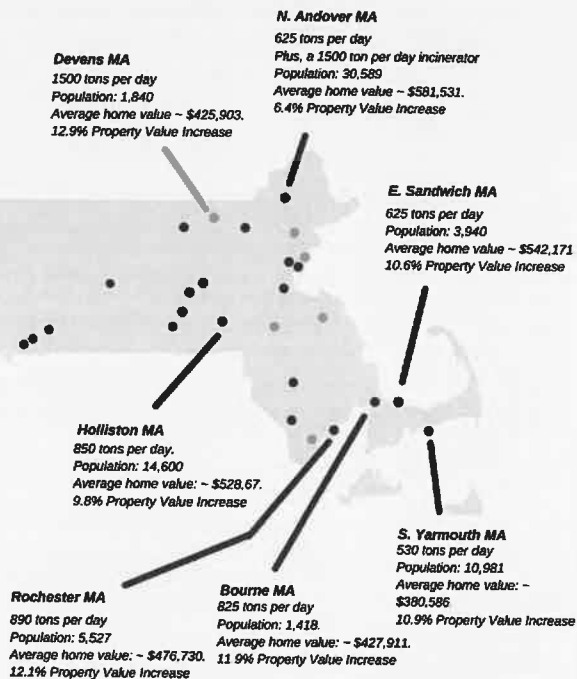 N. Andover MA
625 tons per day
Plus, a 1500 ton per day incinerator
Population: 30,589
Average home value ~ $581,531.
6.4% Property Value Increase
Devens MA
1500 tons per day
Population: 1,840
Average home value ~ $425,903.
12.9% Property Value Increase
E. Sandwich MA
625 tons per day
Population: 3,940
Average home value ~ $542,171
10.6% Property Value Increase
Holliston MA
850 tons per day.
Population: 14,600
Average home value: ~ $528,67.
9.8% Property Value Increase
S. Yarmouth MA
530 tons per day
Population: 10,981
Average home value: ~
$380,586
10.9% Property Value Increase
Rochester MA
890 tons per day
Population: 5,527
Average home value: ~ $476,730.
12.1% Property Value Increase
Bourne MA
825 tons per day
Population: 1,418.
Average home value: ~ $427,911.
11.9% Property Value Increase